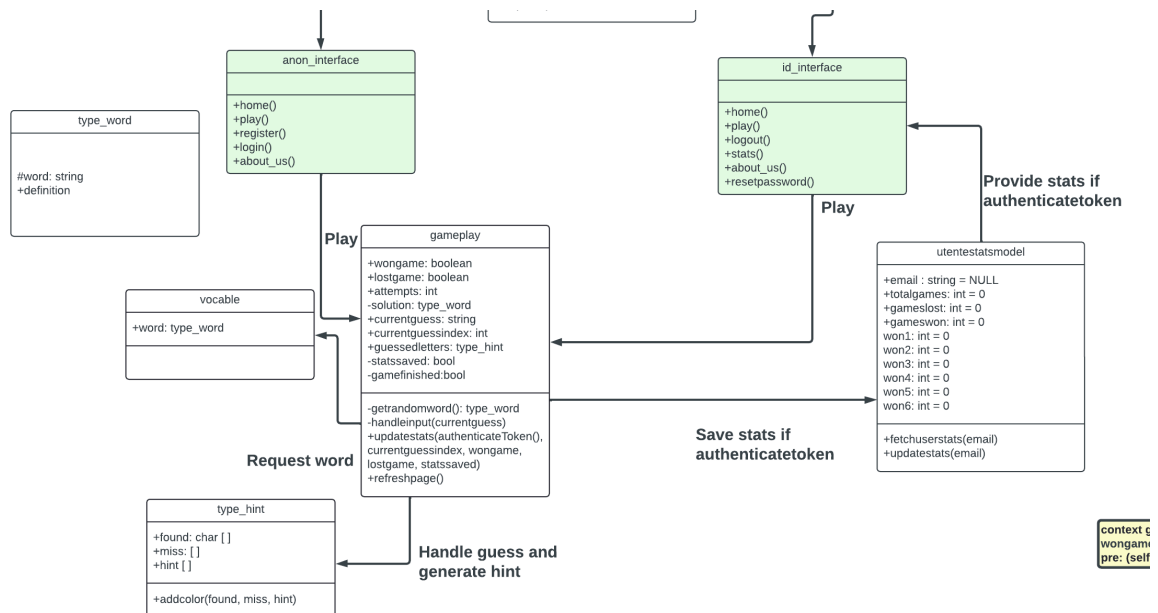 anon_interface
+home()
+play()
+register()
+login()
+about_us()
id_interface
+home()
+play()
+logout()
+stats()
+about_us()
+resetpassword()
type_word
#word: string
+definition
Provide stats if
authenticatetoken
Play
Play
gameplay
+wongame: boolean
+lostgame: boolean
+attempts: int
-solution: type_word
+currentguess: string
+currentguessindex: int
+guessedletters: type_hint
-statssaved: bool
-gamefinished:bool
-getrandomword(): type_word
-handleinput(currentguess)
+updatestats(authenticateToken(),
currentguessindex, wongame,
lostgame, statssaved)
+refreshpage()
utentestatsmodel
+email : string = NULL
+totalgames: int = 0
+gameslost: int = 0
+gameswon: int = 0
won1: int = 0
won2: int = 0
won3: int = 0
won4: int = 0
won5: int = 0
won6: int = 0
+fetchuserstats(email)
+updatestats(email)
vocable
+word: type_word
Save stats if
authenticatetoken
Request word
type_hint
+found: char [ ]
+miss: [ ]
+hint [ ]
+addcolor(found, miss, hint)
Handle guess and
generate hint
context g
wongame
pre: (self